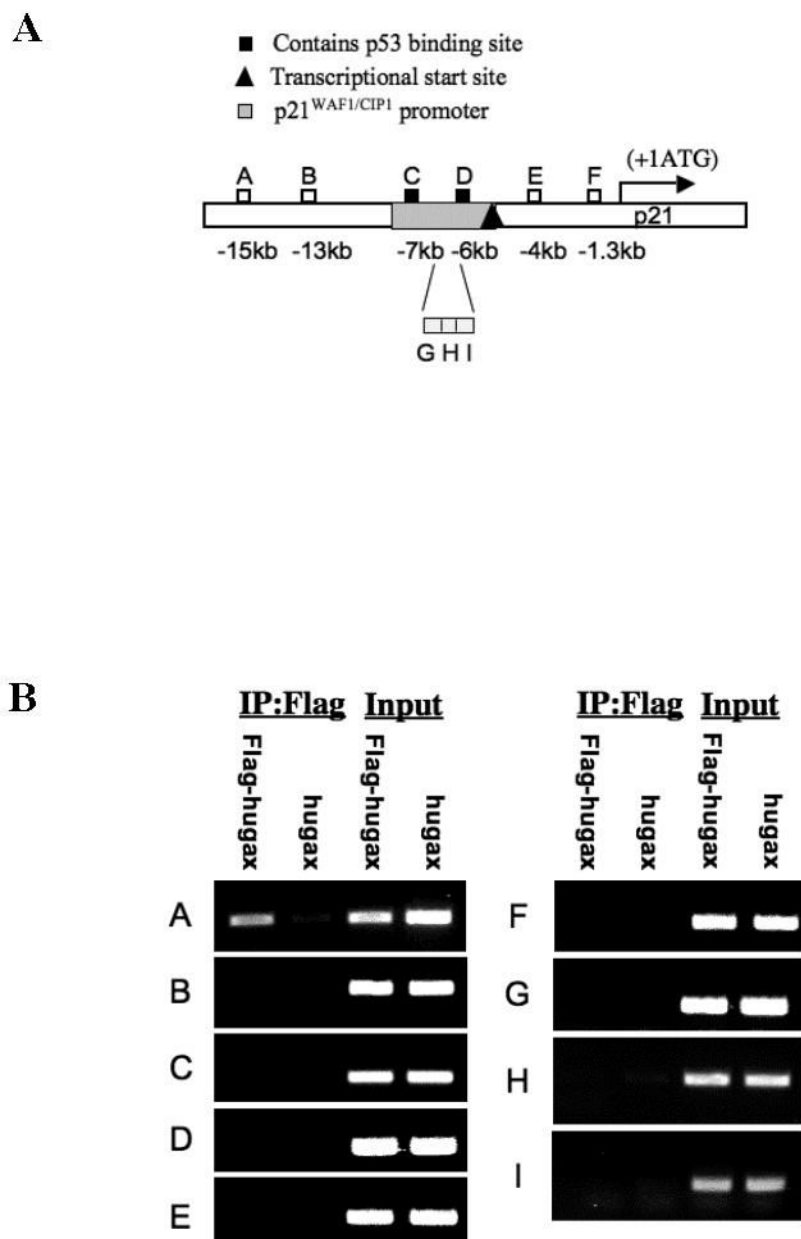 A
Contains p53 binding site
Transcriptional start site
p21WAF1/CIP1 promoter
A B C D E F (+1ATG)
p21
-15kb -13kb -7kb -6kb -4kb -1.3kb
G H I
B
IP:Flag Input
Flag-hugax hugax Flag-hugax hugax
A
B
C
D
E
IP:Flag Input
Flag-hugax hugax Flag-hugax hugax
F
G
H
I